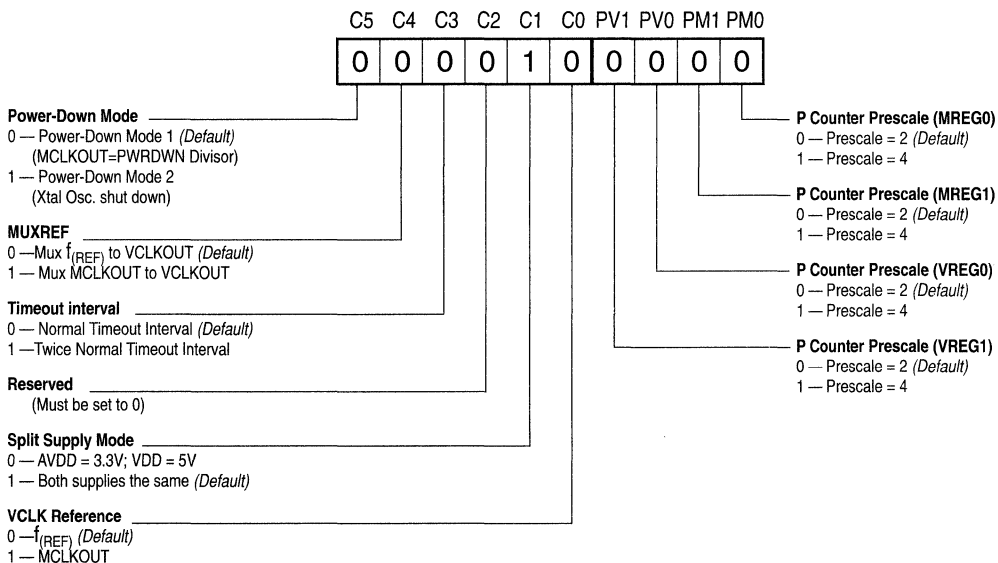 C5 C4 C3 C2 C1 C0 PV1 PV0 PM1 PM0
0 0 0 0 1 0 0 0 0 0
Power-Down Mode
0 — Power-Down Mode 1 (Default)
(MCLKOUT=PWRDWN Divisor)
1 — Power-Down Mode 2
(Xtal Osc. shut down)
MUXREF
0 —Mux f(REF) to VCLKOUT (Default)
1 — Mux MCLKOUT to VCLKOUT
Timeout interval
0 — Normal Timeout Interval (Default)
1 —Twice Normal Timeout Interval
Reserved
(Must be set to 0)
Split Supply Mode
0 — AVDD = 3.3V; VDD = 5V
1 — Both supplies the same (Default)
VCLK Reference
0 —f(REF) (Default)
1 — MCLKOUT
P Counter Prescale (MREG0)
0 — Prescale = 2 (Default)
1 — Prescale = 4
P Counter Prescale (MREG1)
0 — Prescale = 2 (Default)
1 — Prescale = 4
P Counter Prescale (VREG0)
0 — Prescale = 2 (Default)
1 — Prescale = 4
P Counter Prescale (VREG1)
0 — Prescale = 2 (Default)
1 — Prescale = 4